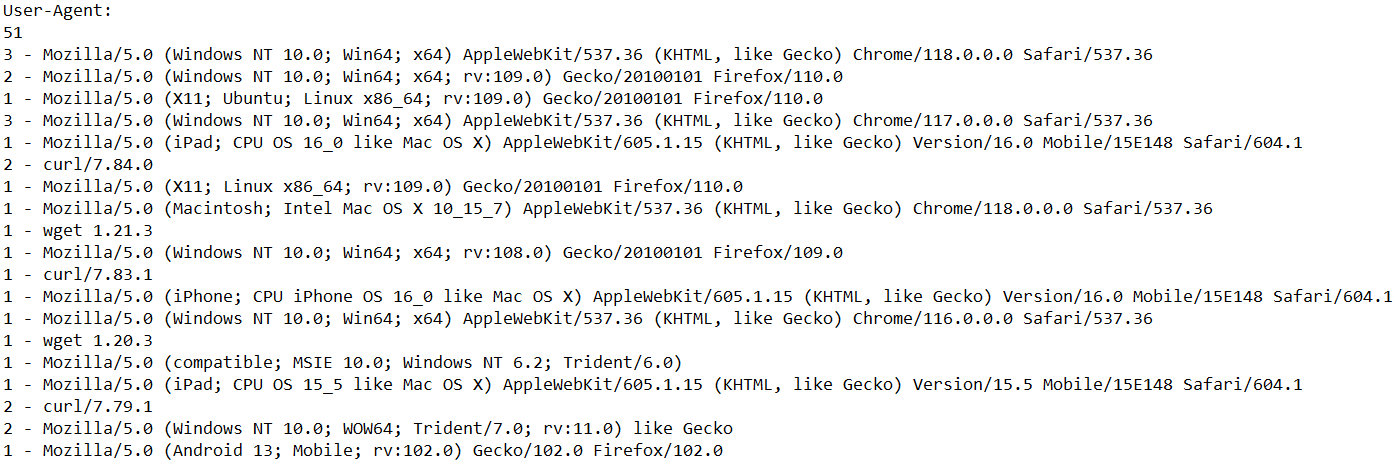 User-Agent:
51
3 - Mozilla/5.0 (Windows NT 10.0; Win64; x64) AppleWebKit/537.36 (KHTML, like Gecko) Chrome/118.0.0.0 Safari/537.36
2 - Mozilla/5.0 (Windows NT 10.0; Win64; x64; rv:109.0) Gecko/20100101 Firefox/110.0
1 - Mozilla/5.0 (X11; Ubuntu; Linux x86_64; rv:109.0) Gecko/20100101 Firefox/110.0
3 - Mozilla/5.0 (Windows NT 10.0; Win64; x64) AppleWebKit/537.36 (KHTML, like Gecko) Chrome/117.0.0.0 Safari/537.36
1 - Mozilla/5.0 (iPad; CPU OS 16_0 like Mac OS X) AppleWebKit/605.1.15 (KHTML, like Gecko) Version/16.0 Mobile/15E148 Safari/604.1
2 - curl/7.84.0
1 - Mozilla/5.0 (X11; Linux x86_64; rv:109.0) Gecko/20100101 Firefox/110.0
1 - Mozilla/5.0 (Macintosh; Intel Mac OS X 10_15_7) AppleWebKit/537.36 (KHTML, like Gecko) Chrome/118.0.0.0 Safari/537.36
1 - wget 1.21.3
1 - Mozilla/5.0 (Windows NT 10.0; Win64; x64; rv:108.0) Gecko/20100101 Firefox/109.0
1 - curl/7.83.1
1 - Mozilla/5.0 (iPhone; CPU iPhone OS 16_0 like Mac OS X) AppleWebKit/605.1.15 (KHTML, like Gecko) Version/16.0 Mobile/15E148 Safari/604.1
1 - Mozilla/5.0 (Windows NT 10.0; Win64; x64) AppleWebKit/537.36 (KHTML, like Gecko) Chrome/116.0.0.0 Safari/537.36
1 - wget 1.20.3
1 - Mozilla/5.0 (compatible; MSIE 10.0; Windows NT 6.2; Trident/6.0)
1 - Mozilla/5.0 (iPad; CPU OS 15_5 like Mac OS X) AppleWebKit/605.1.15 (KHTML, like Gecko) Version/15.5 Mobile/15E148 Safari/604.1
2 - curl/7.79.1
2 - Mozilla/5.0 (Windows NT 10.0; WOW64; Trident/7.0; rv:11.0) like Gecko
1 - Mozilla/5.0 (Android 13; Mobile; rv:102.0) Gecko/102.0 Firefox/102.0